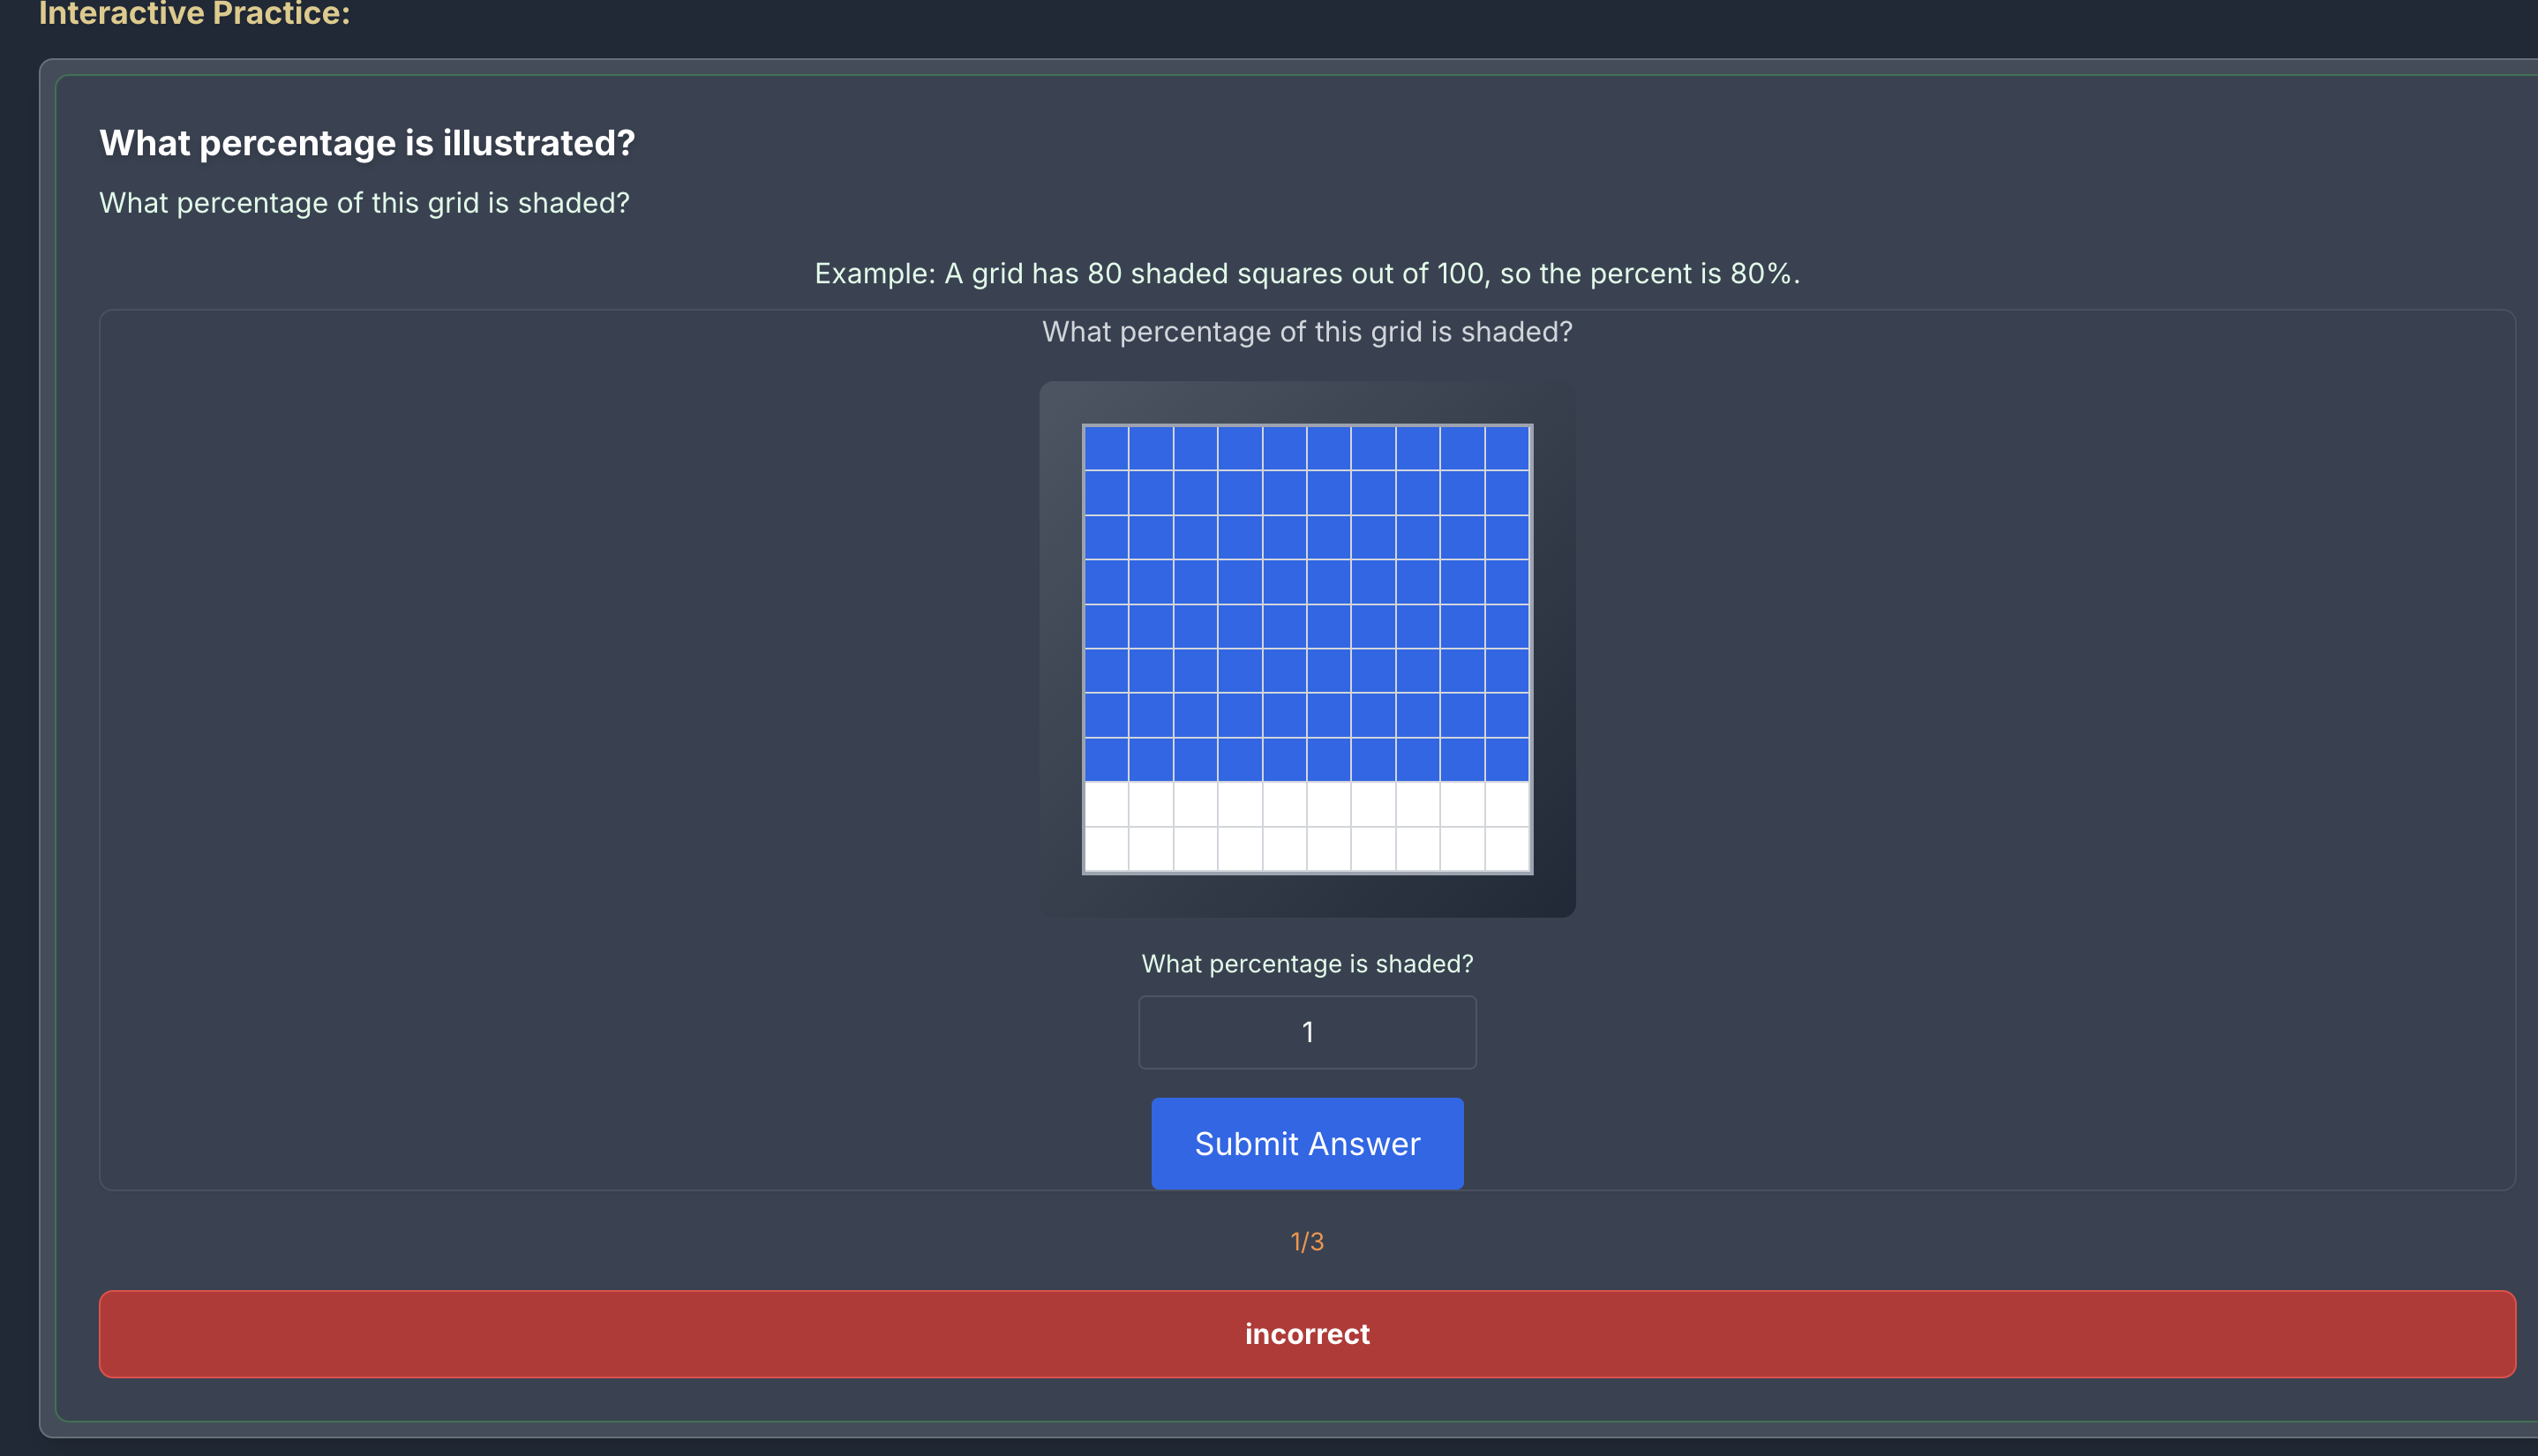 Interactive Practice:
What percentage is illustrated?
What percentage of this grid is shaded?
Example: A grid has 80 shaded squares out of 100, so the percent is 80%.
What percentage of this grid is shaded?
What percentage is shaded?
1
Submit Answer
1/3
incorrect